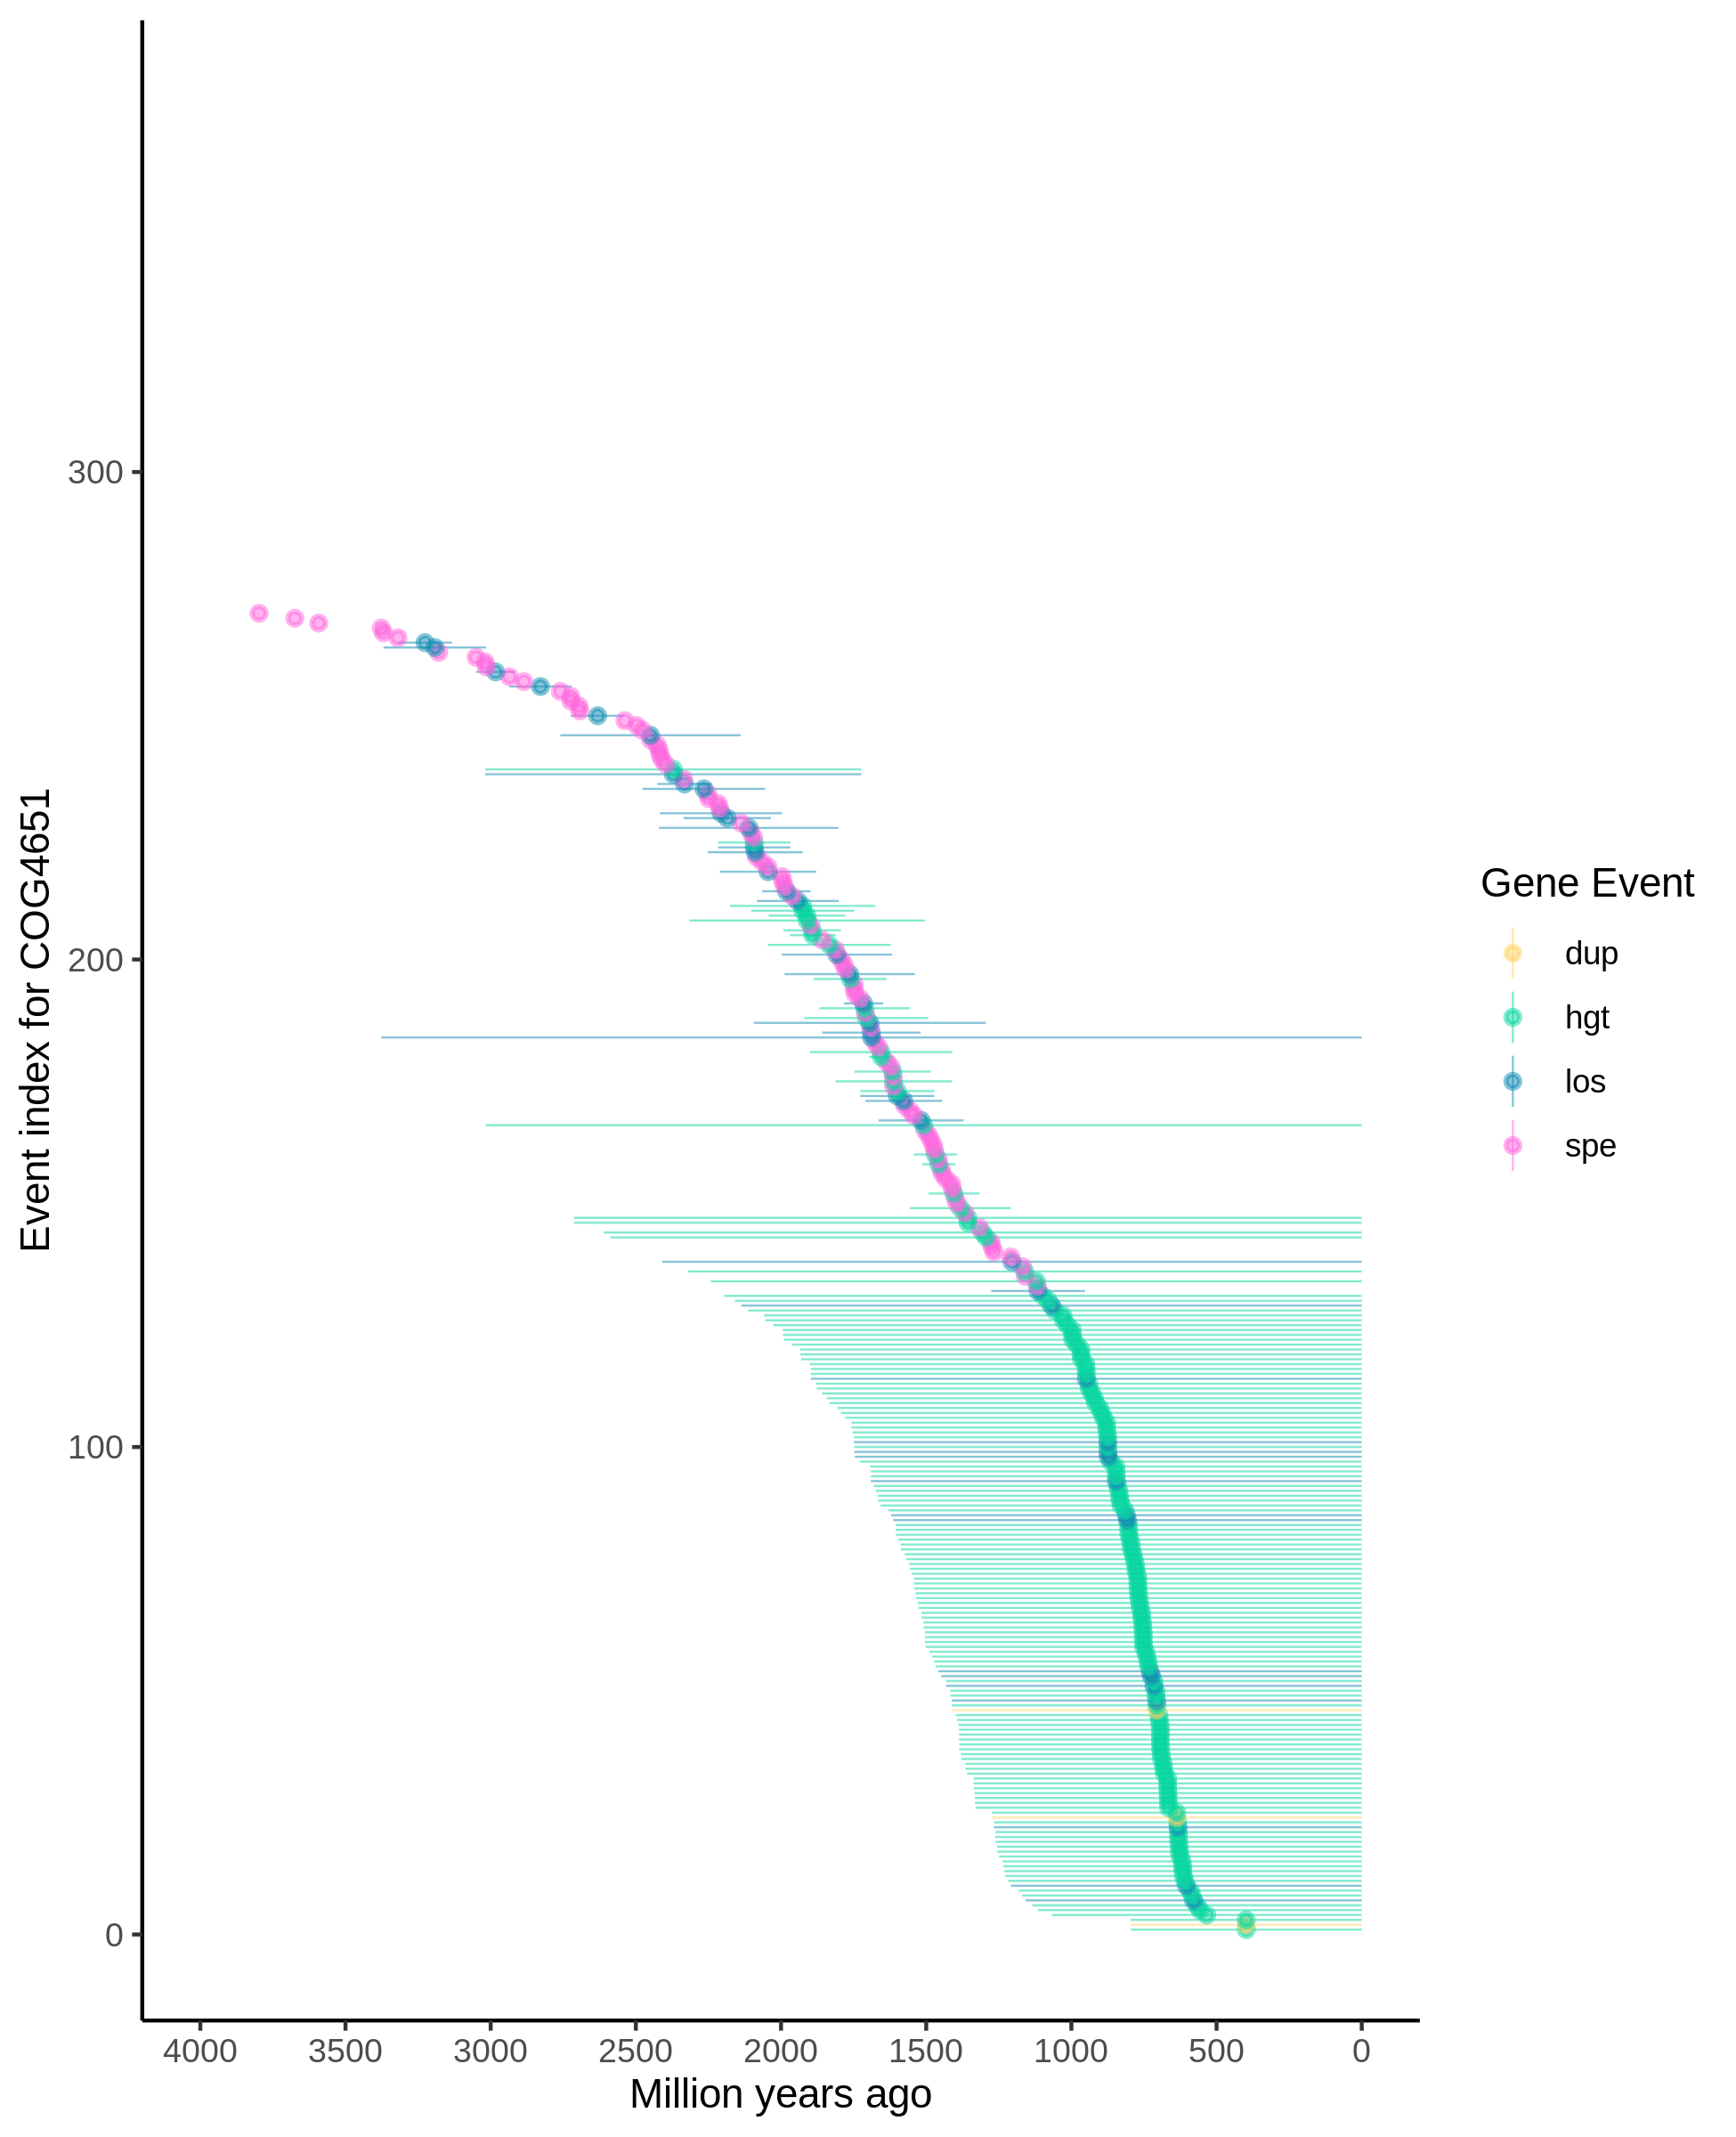 Event index for COG4651
300
200
100
0
4000 3500 3000 2500 2000 1500 1000 500 0
Million years ago
Gene Event
dup
hgt
los
spe